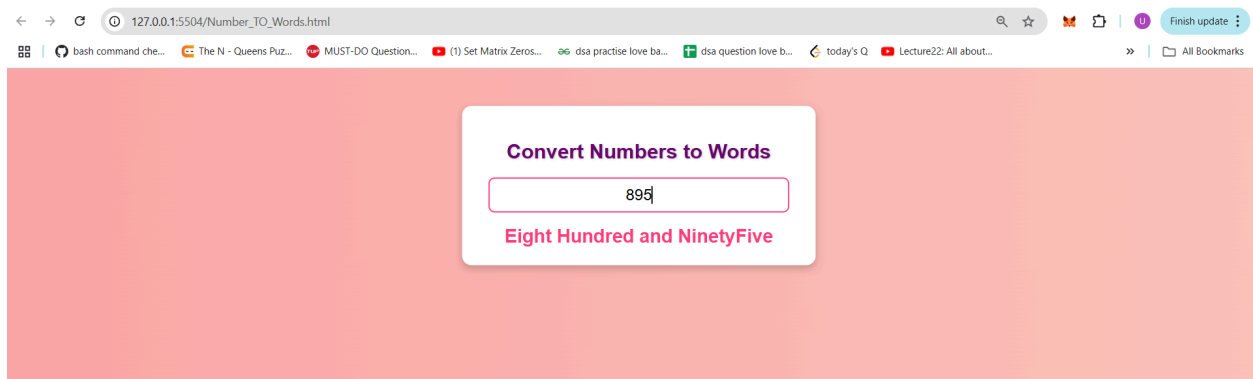 127.0.0.1:5504/Number_TO_Words.html
U
Finish update
bash command che...
The N - Queens Puz...
TUF
MUST-DO Question...
(1) Set Matrix Zeros...
dsa practise love ba...
dsa question love b...
today's Q
Lecture22: All about...
»
All Bookmarks
Convert Numbers to Words
895
Eight Hundred and NinetyFive